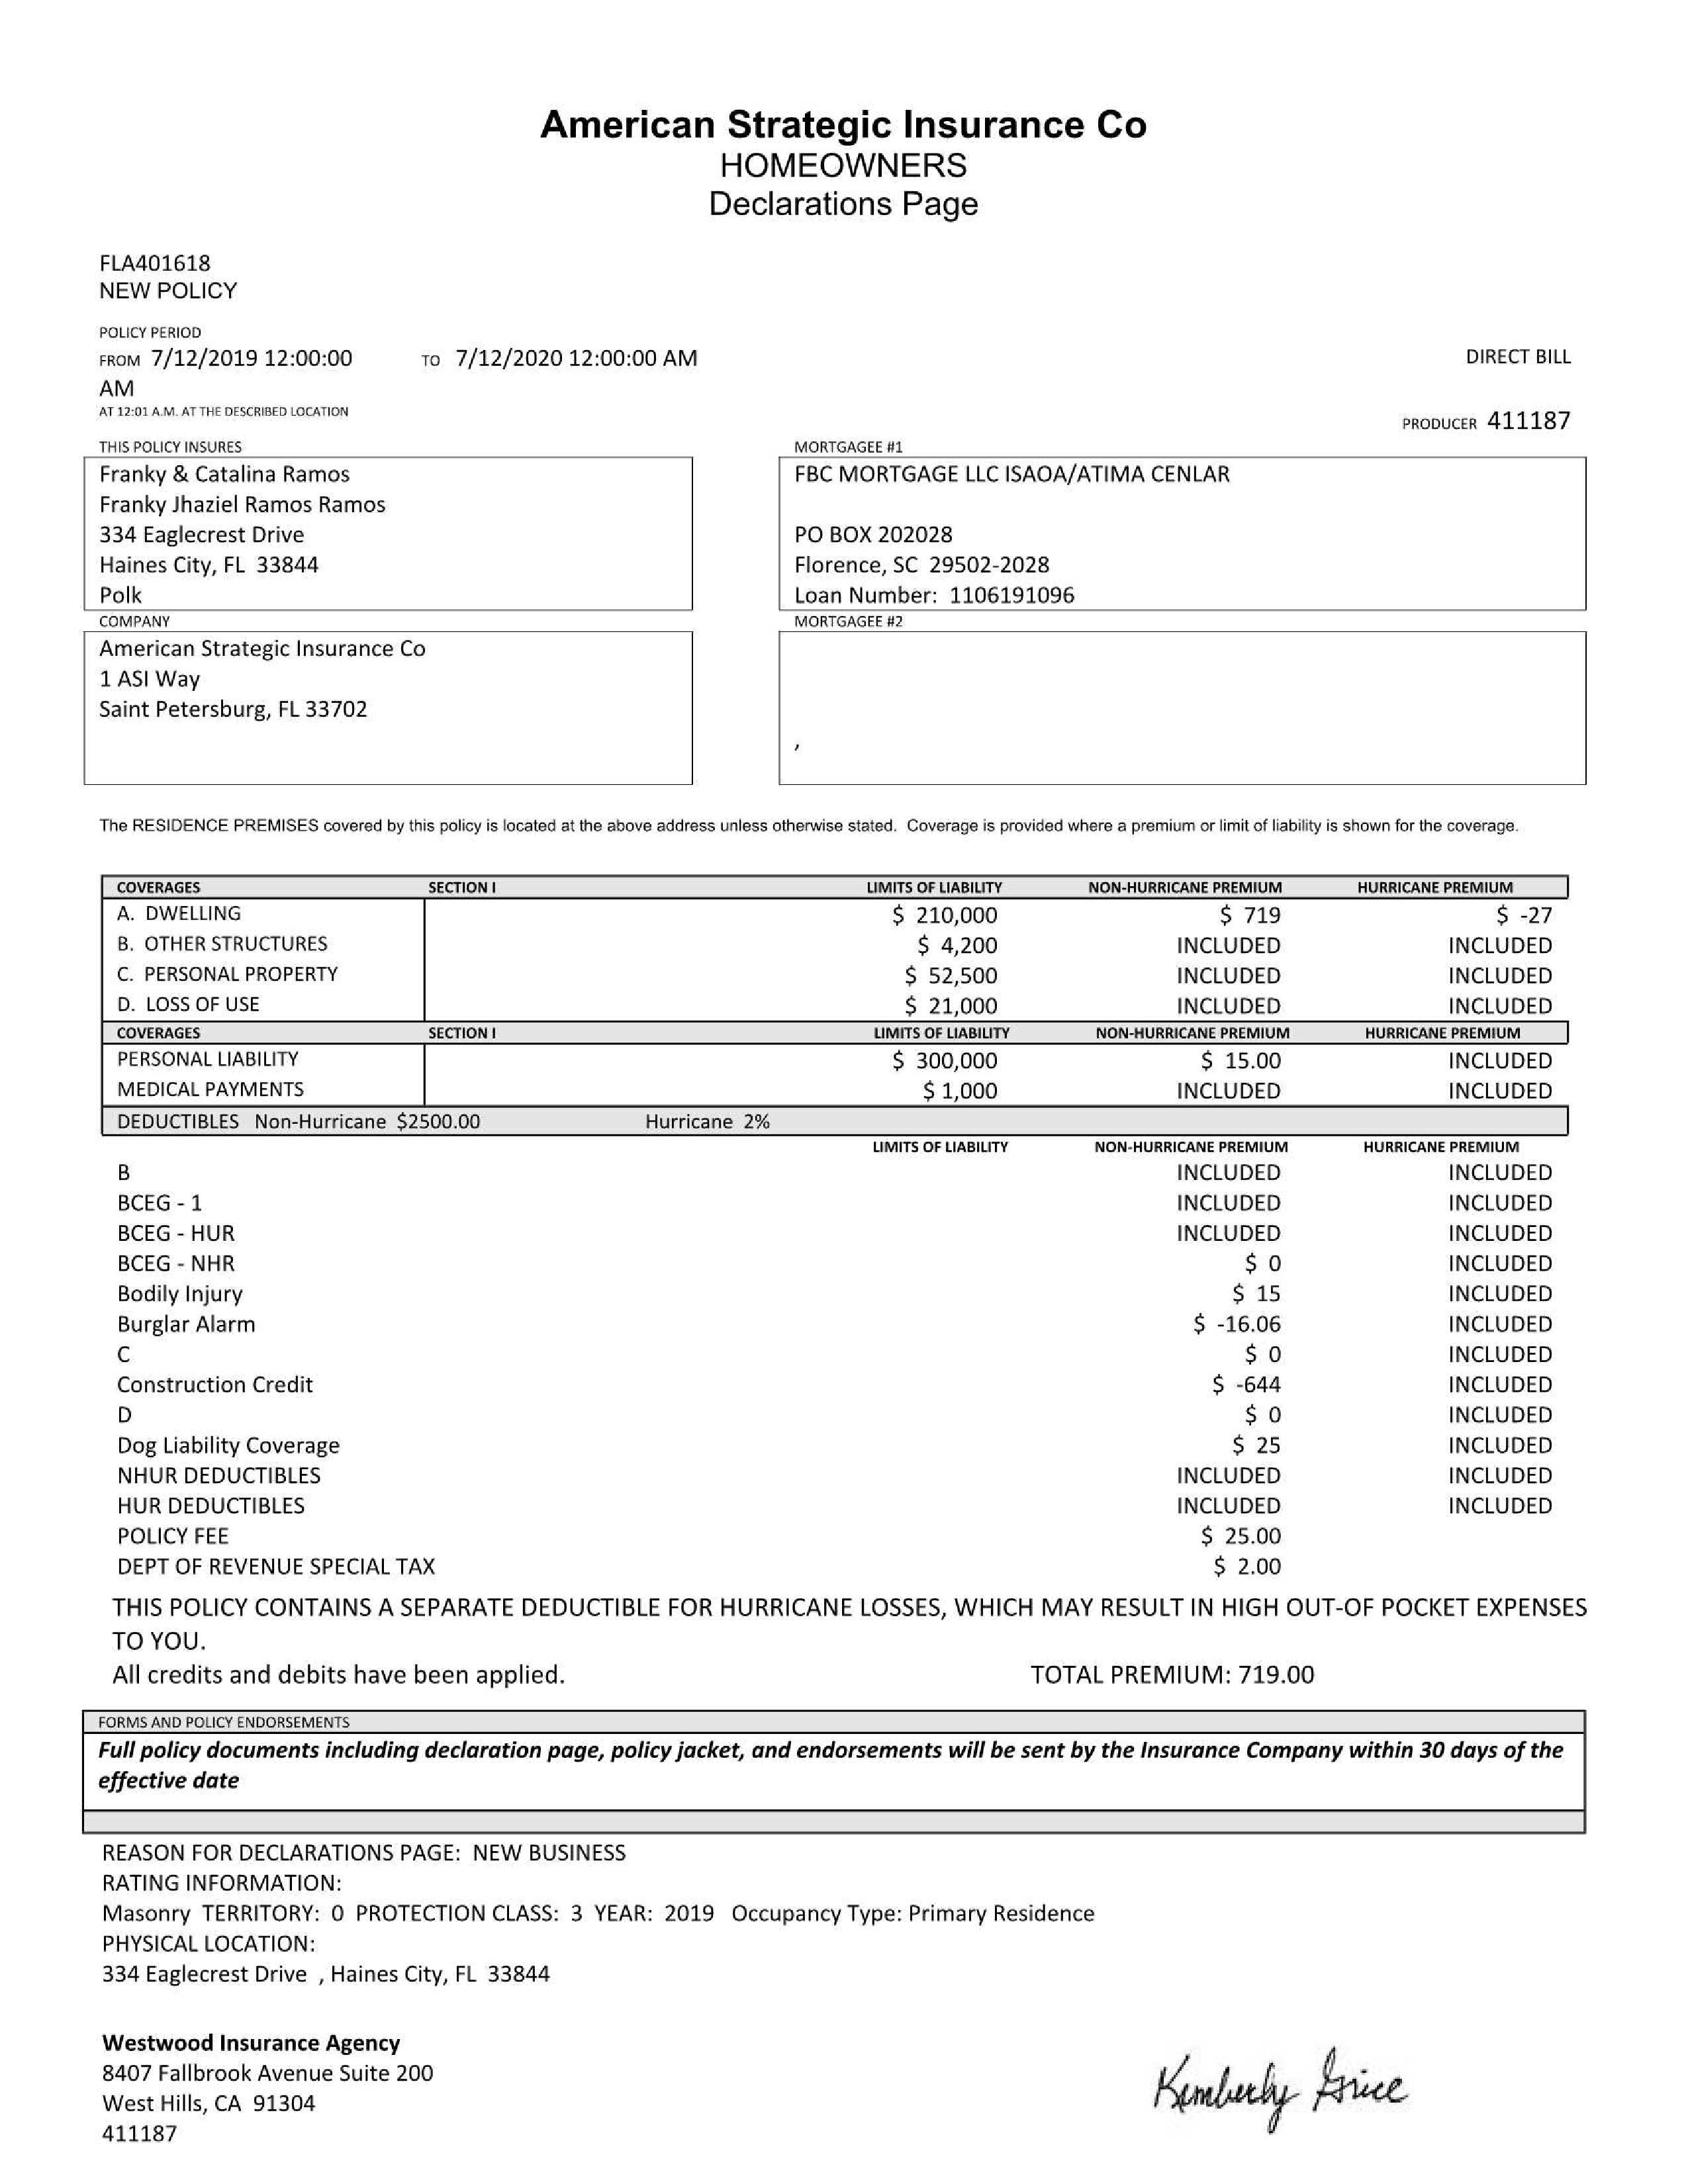 American Strategic Insurance Co
HOMEOWNERS
Declarations Page
FLA401618
NEW POLICY
POLICY PERIOD
FROM 7/12/2019 12:00:00 AM TO 7/12/2020 12:00:00 AM
DIRECT BILL
AT 12:01 A.M. AT THE DESCRIBED LOCATION
PRODUCER 411187
THIS POLICY INSURES
Franky & Catalina Ramos
Franky Jhaziel Ramos Ramos
334 Eaglecrest Drive
Haines City, FL 33844
Polk
MORTGAGEE #1
FBC MORTGAGE LLC ISAOA/ATIMA CENLAR
PO BOX 202028
Florence, SC 29502-2028
Loan Number: 1106191096
COMPANY
American Strategic Insurance Co
1 ASI Way
Saint Petersburg, FL 33702
MORTGAGEE #2
,
The RESIDENCE PREMISES covered by this policy is located at the above address unless otherwise stated. Coverage is provided where a premium or limit of liability is shown for the coverage.
COVERAGES SECTION I LIMITS OF LIABILITY NON-HURRICANE PREMIUM HURRICANE PREMIUM
A. DWELLING $ 210,000 $ 719 $ -27
B. OTHER STRUCTURES $ 4,200 INCLUDED INCLUDED
C. PERSONAL PROPERTY $ 52,500 INCLUDED INCLUDED
D. LOSS OF USE $ 21,000 INCLUDED INCLUDED
COVERAGES SECTION I LIMITS OF LIABILITY NON-HURRICANE PREMIUM HURRICANE PREMIUM
PERSONAL LIABILITY $ 300,000 $ 15.00 INCLUDED
MEDICAL PAYMENTS $ 1,000 INCLUDED INCLUDED
DEDUCTIBLES Non-Hurricane $2500.00 Hurricane 2%
LIMITS OF LIABILITY NON-HURRICANE PREMIUM HURRICANE PREMIUM
B INCLUDED INCLUDED
BCEG - 1 INCLUDED INCLUDED
BCEG - HUR INCLUDED INCLUDED
BCEG - NHR $ 0 INCLUDED
Bodily Injury $ 15 INCLUDED
Burglar Alarm $ -16.06 INCLUDED
C $ 0 INCLUDED
Construction Credit $ -644 INCLUDED
D $ 0 INCLUDED
Dog Liability Coverage $ 25 INCLUDED
NHUR DEDUCTIBLES INCLUDED INCLUDED
HUR DEDUCTIBLES INCLUDED INCLUDED
POLICY FEE $ 25.00
DEPT OF REVENUE SPECIAL TAX $ 2.00
THIS POLICY CONTAINS A SEPARATE DEDUCTIBLE FOR HURRICANE LOSSES, WHICH MAY RESULT IN HIGH OUT-OF POCKET EXPENSES
TO YOU.
All credits and debits have been applied. TOTAL PREMIUM: 719.00
FORMS AND POLICY ENDORSEMENTS
Full policy documents including declaration page, policy jacket, and endorsements will be sent by the Insurance Company within 30 days of the
effective date
REASON FOR DECLARATIONS PAGE: NEW BUSINESS
RATING INFORMATION:
Masonry TERRITORY: 0 PROTECTION CLASS: 3 YEAR: 2019 Occupancy Type: Primary Residence
PHYSICAL LOCATION:
334 Eaglecrest Drive , Haines City, FL 33844
Westwood Insurance Agency
8407 Fallbrook Avenue Suite 200
West Hills, CA 91304
411187
Kimberly Grice